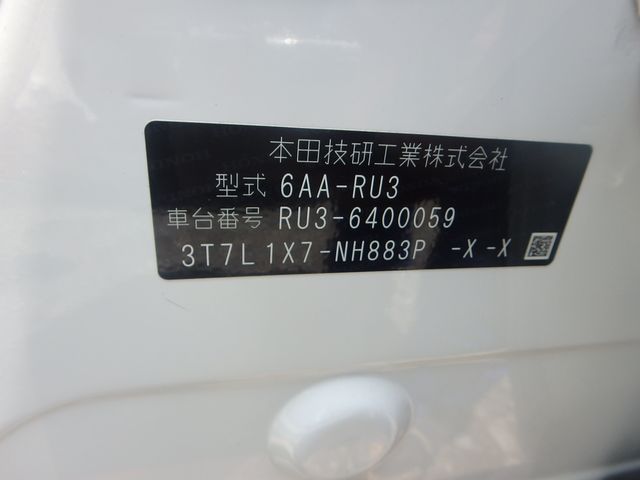 本田技研工業株式会社
型式 6AA-RU3
車台番号 RU3-6400059
3T7L1X7-NH883P -X-X